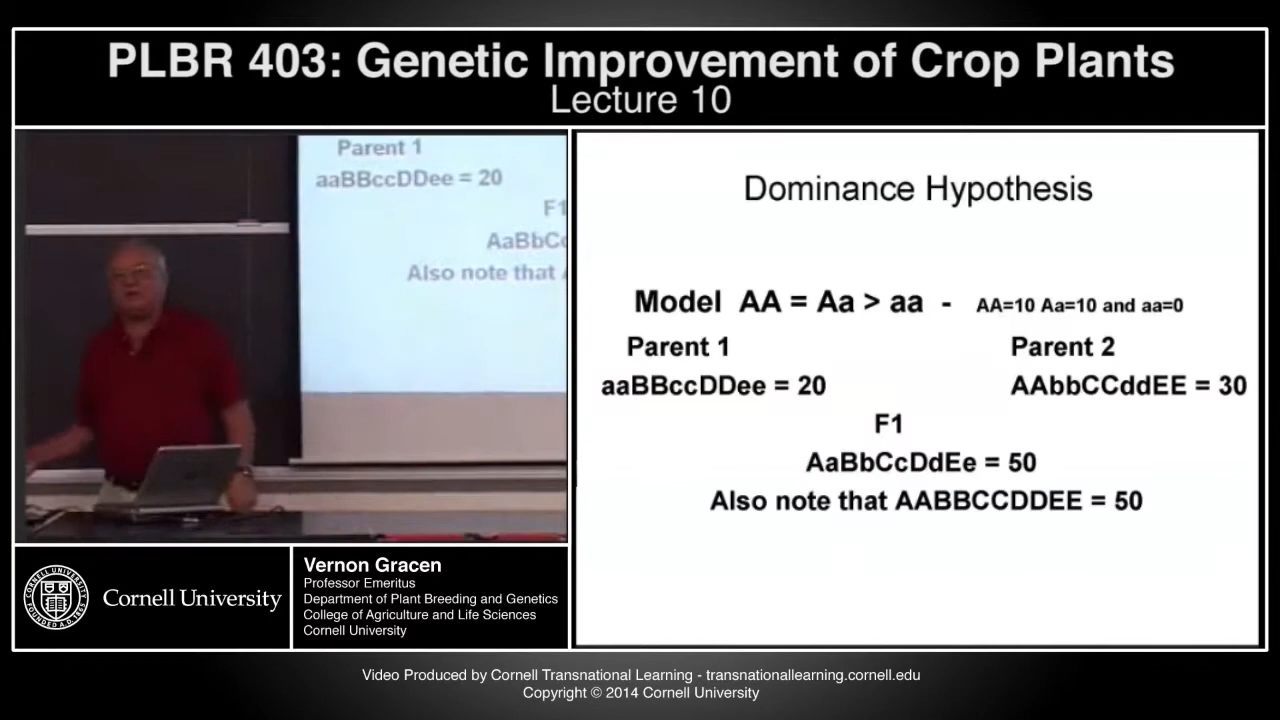 PLBR 403: Genetic Improvement of Crop Plants
Lecture 10
Parent 1
aaBBccDDee = 20
F1
AaBbCc
Also note that
Dominance Hypothesis
Model AA = Aa > aa - AA=10 Aa=10 and aa=0
Parent 1 Parent 2
aaBBccDDee = 20 AAbbCCddEE = 30
F1
AaBbCcDdEe = 50
Also note that AABBCCDDEE = 50
Cornell University
Vernon Gracen
Professor Emeritus
Department of Plant Breeding and Genetics
College of Agriculture and Life Sciences
Cornell University
Video Produced by Cornell Transnational Learning - transnationallearning.cornell.edu
Copyright © 2014 Cornell University